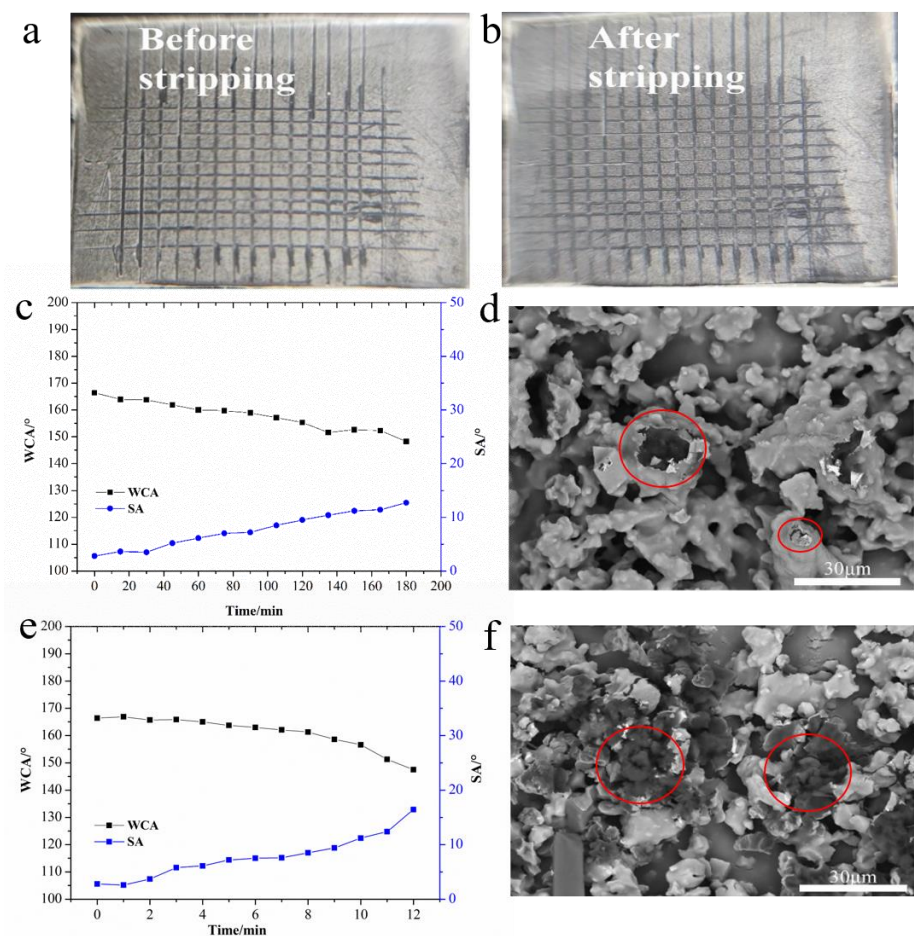 a
Before
stripping
b
After
stripping
c
200
190
180
170
160
150
140
130
120
110
100
WCA/°
50
40
30
20
10
0
SA/°
WCA
SA
0 20 40 60 80 100 120 140 160 180 200
Time/min
d
30μm
e
200
190
180
170
160
150
140
130
120
110
100
WCA/°
50
40
30
20
10
0
SA/°
WCA
SA
0 2 4 6 8 10 12
Time/min
f
30μm